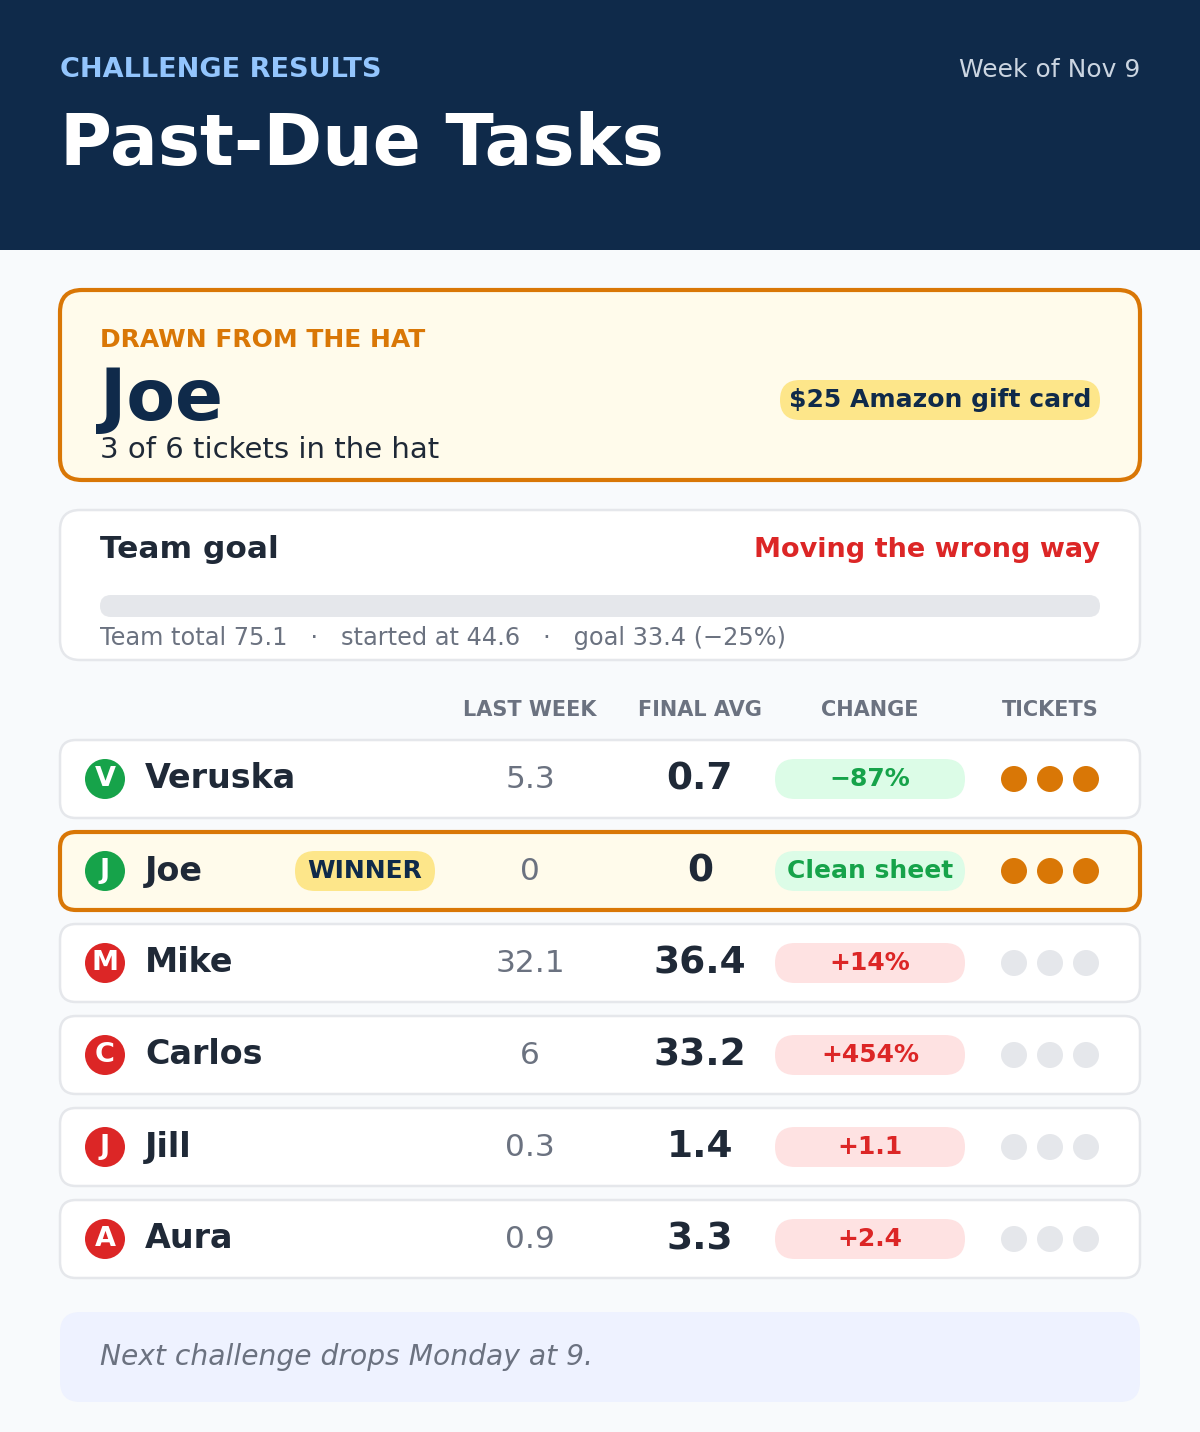 CHALLENGE RESULTS
Week of Nov 9
Past-Due Tasks
DRAWN FROM THE HAT
Joe
$25 Amazon gift card
3 of 6 tickets in the hat
Team goal
Moving the wrong way
Team total 75.1 · started at 44.6 · goal 33.4 (−25%)
LAST WEEK FINAL AVG CHANGE TICKETS
V Veruska 5.3 0.7 −87%
J Joe WINNER 0 0 Clean sheet
M Mike 32.1 36.4 +14%
C Carlos 6 33.2 +454%
J Jill 0.3 1.4 +1.1
A Aura 0.9 3.3 +2.4
Next challenge drops Monday at 9.